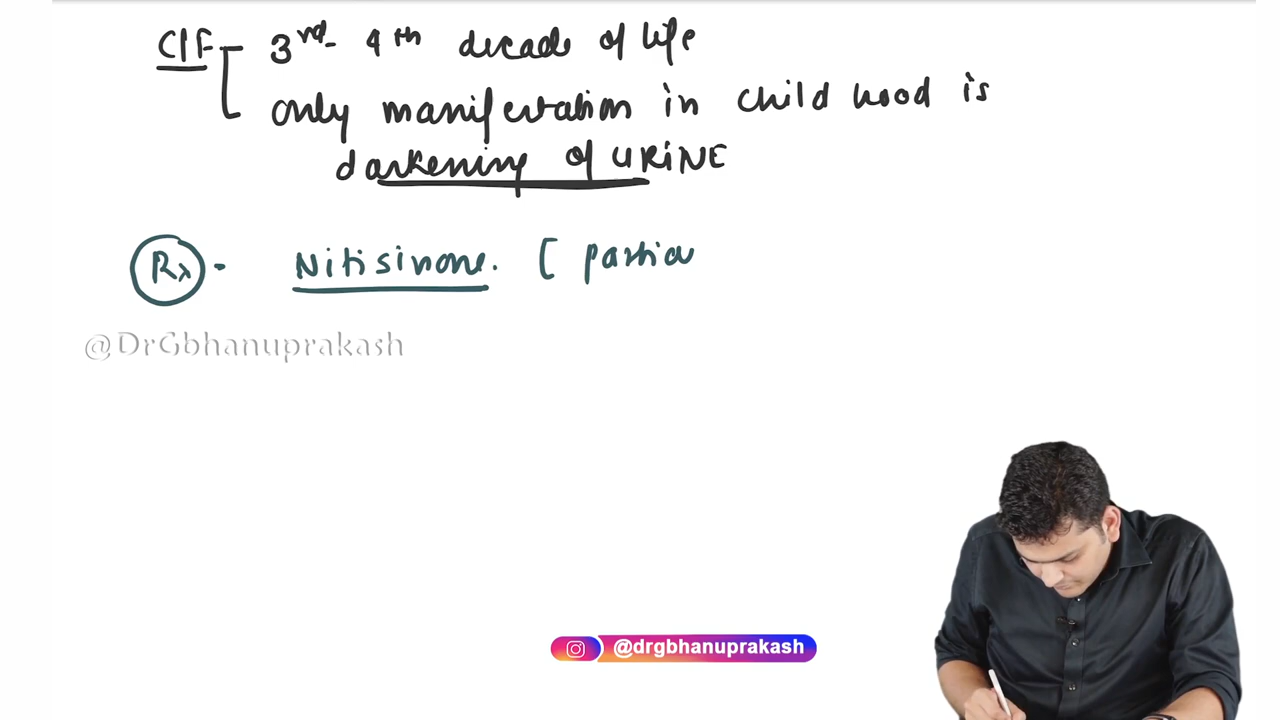 C/F - 3rd - 4th decade of life
only manifestation in child hood is
darkening of URiNE
Rx - Nitisinone. [ partia
@DrGbhanuprakash
@drgbhanuprakash